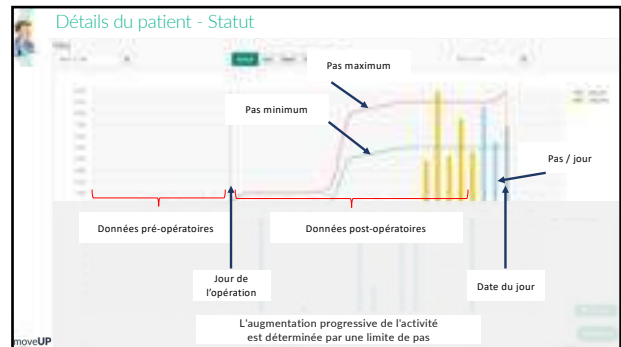 Détails du patient - Statut
Pas maximum
Pas minimum
Pas / jour
Données pré-opératoires
Données post-opératoires
Jour de
l'opération
Date du jour
L'augmentation progressive de l'activité
est déterminée par une limite de pas
moveUP